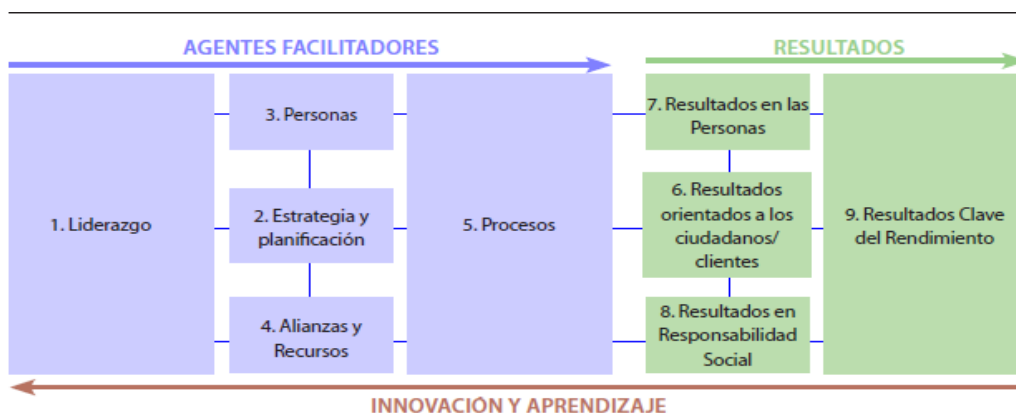 AGENTES FACILITADORES
RESULTADOS
1. Liderazgo
3. Personas
2. Estrategia y
planificación
4. Alianzas y
Recursos
5. Procesos
7. Resultados en las
Personas
6. Resultados
orientados a los
ciudadanos/
clientes
8. Resultados en
Responsabilidad
Social
9. Resultados Clave
del Rendimiento
INNOVACIÓN Y APRENDIZAJE